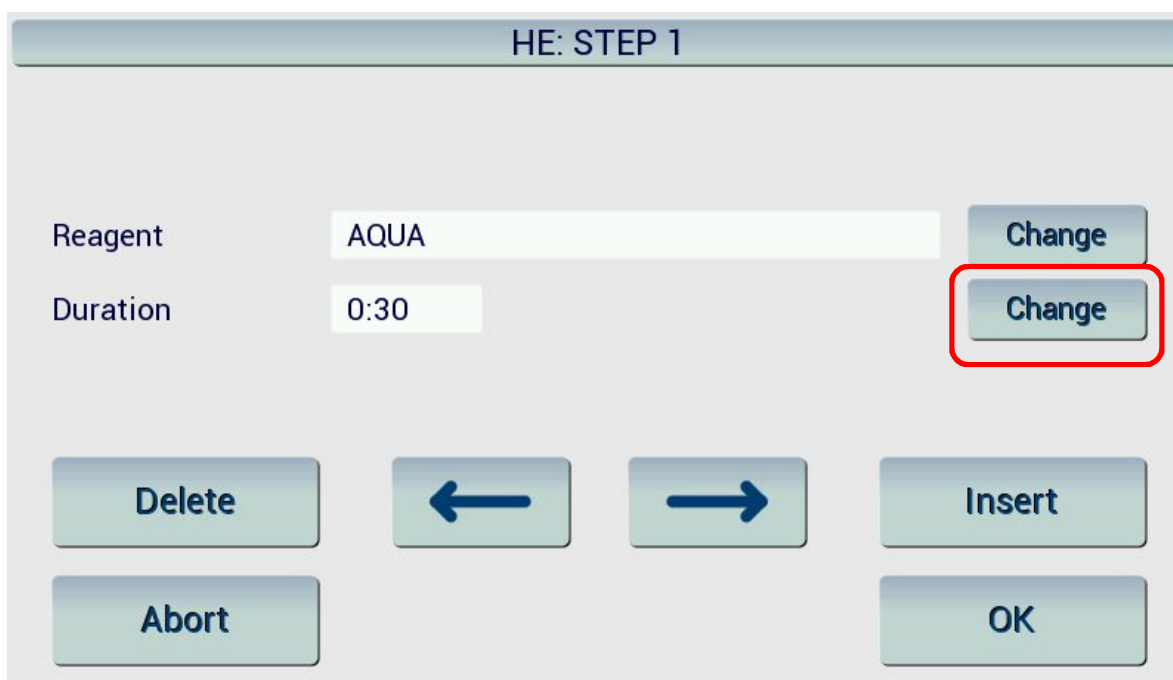 HE: STEP 1
Reagent AQUA Change
Duration 0:30 Change
Delete Insert
Abort OK